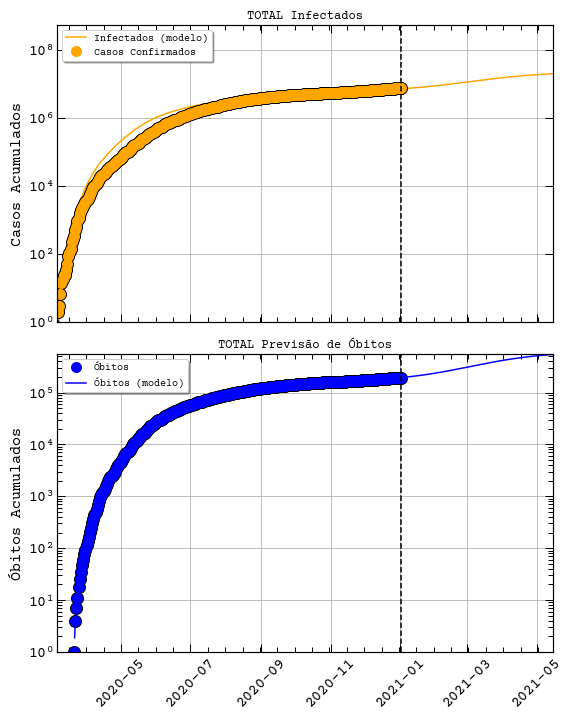 TOTAL Infectados
Infectados (modelo)
Casos Confirmados
Casos Acumulados
10^8
10^6
10^4
10^2
10^0
TOTAL Previsão de Óbitos
Óbitos
Óbitos (modelo)
Óbitos Acumulados
10^5
10^4
10^3
10^2
10^1
10^0
2020-05
2020-07
2020-09
2020-11
2021-01
2021-03
2021-05